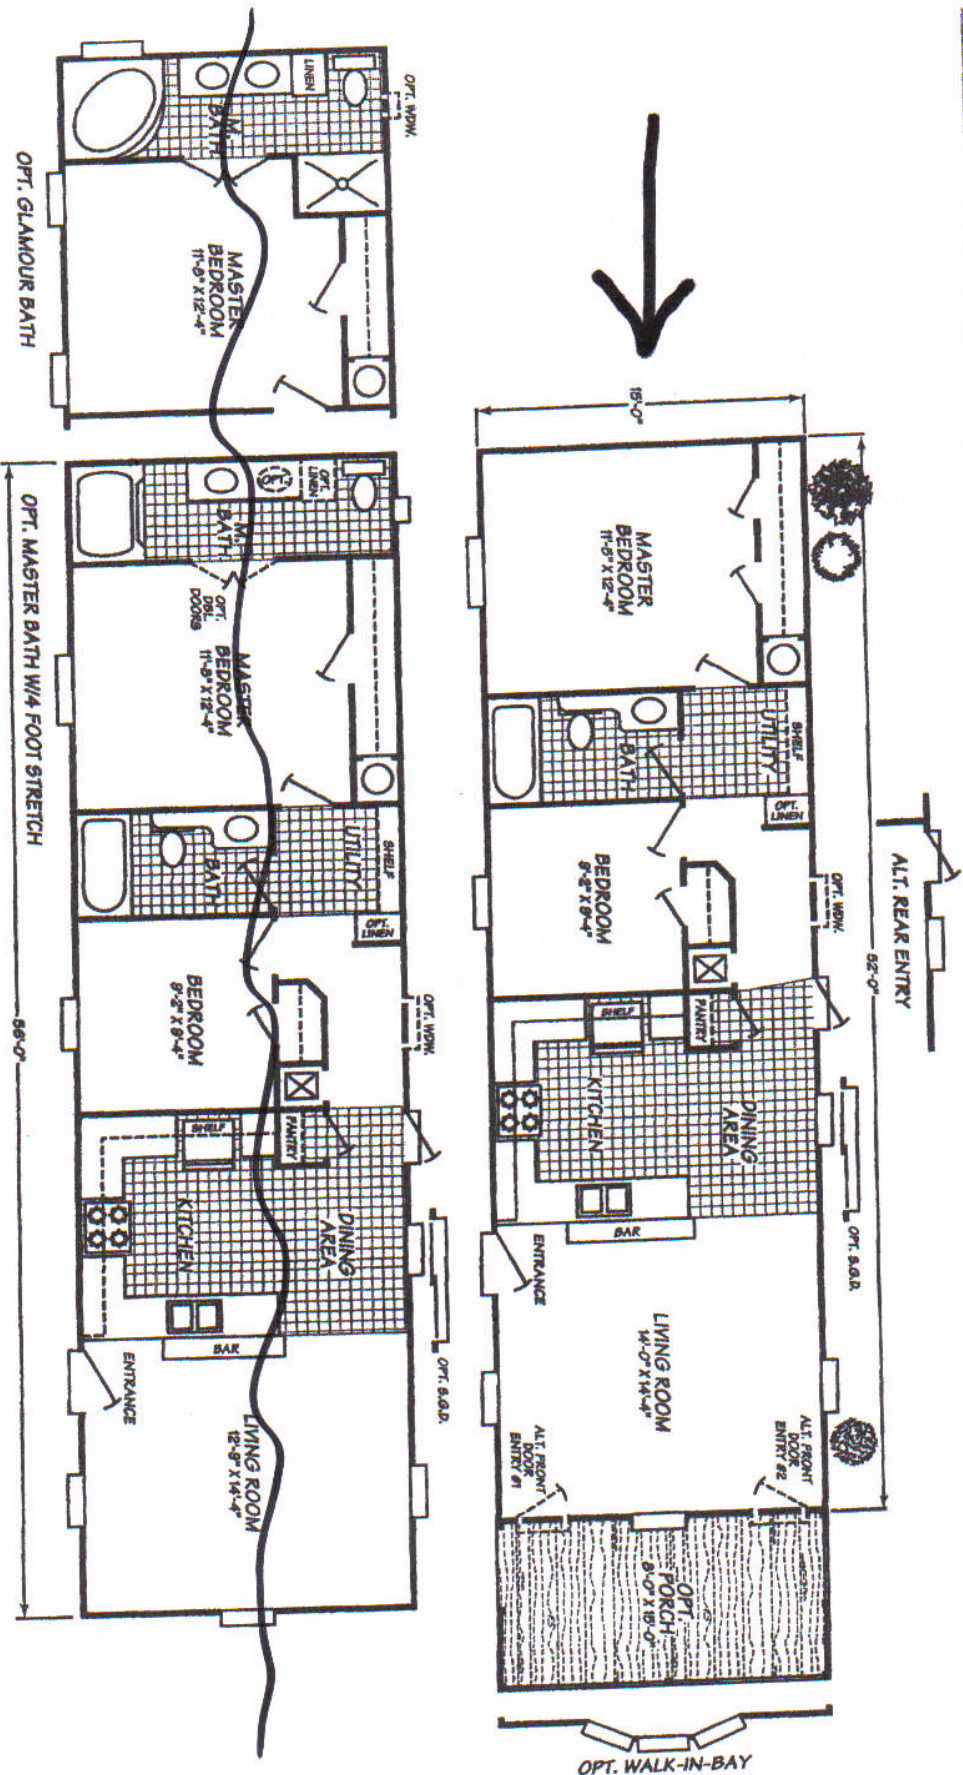 15'-0"
52'-0"
MASTER
BEDROOM
11'-8" X 12'-4"
SHELF
UTILITY
BATH
OPT.
LINEN
BEDROOM
8'-2" X 9'-4"
OPT. WDW.
ALT. REAR ENTRY
PANTRY
SHELF
KITCHEN
DINING
AREA
OPT. S.G.D.
BAR
ENTRANCE
LIVING ROOM
14'-0" X 14'-4"
ALT. FRONT
DOOR
ENTRY #2
ALT. FRONT
DOOR
ENTRY #1
OPT.
PORCH
8'-0" X 15'-0"
OPT. WALK-IN-BAY
OPT. WDW.
LINEN
M.
BATH
MASTER
BEDROOM
11'-8" X 12'-4"
OPT. GLAMOUR BATH
OPT.
LINEN
OPT.
M.
BATH
OPT.
DBL
DOORS
MASTER
BEDROOM
11'-8" X 12'-4"
SHELF
UTILITY
BATH
OPT.
LINEN
BEDROOM
8'-2" X 9'-4"
OPT. WDW.
PANTRY
SHELF
KITCHEN
DINING
AREA
OPT. S.G.D.
BAR
ENTRANCE
LIVING ROOM
12'-8" X 14'-4"
OPT. MASTER BATH W/4 FOOT STRETCH
56'-0"